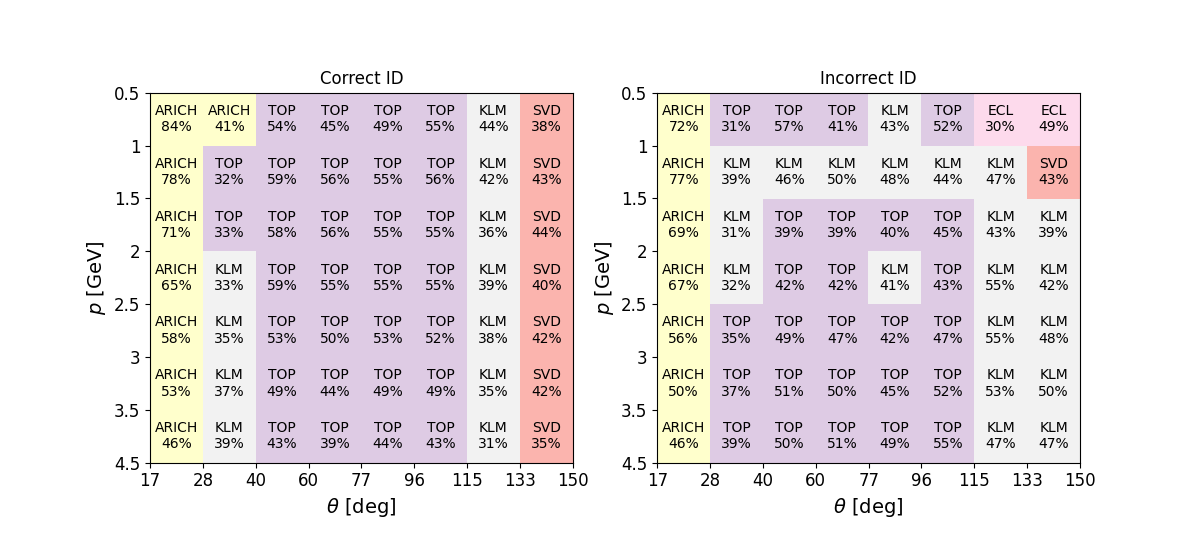 Correct ID Incorrect ID
0.5 ARICH ARICH TOP TOP TOP TOP KLM SVD 0.5 ARICH TOP TOP TOP KLM TOP ECL ECL
84% 41% 54% 45% 49% 55% 44% 38% 72% 31% 57% 41% 43% 52% 30% 49%
1 ARICH TOP TOP TOP TOP TOP KLM SVD 1 ARICH KLM KLM KLM KLM KLM KLM SVD
78% 32% 59% 56% 55% 56% 42% 43% 77% 39% 46% 50% 48% 44% 47% 43%
1.5 ARICH TOP TOP TOP TOP TOP KLM SVD 1.5 ARICH KLM TOP TOP TOP TOP KLM KLM
71% 33% 58% 56% 55% 55% 36% 44% 69% 31% 39% 39% 40% 45% 43% 39%
2 ARICH KLM TOP TOP TOP TOP KLM SVD 2 ARICH KLM TOP TOP KLM TOP KLM KLM
65% 33% 59% 55% 55% 55% 39% 40% 67% 32% 42% 42% 41% 43% 55% 42%
2.5 ARICH KLM TOP TOP TOP TOP KLM SVD 2.5 ARICH TOP TOP TOP TOP TOP KLM KLM
58% 35% 53% 50% 53% 52% 38% 42% 56% 35% 49% 47% 42% 47% 55% 48%
3 ARICH KLM TOP TOP TOP TOP KLM SVD 3 ARICH TOP TOP TOP TOP TOP KLM KLM
53% 37% 49% 44% 49% 49% 35% 42% 50% 37% 51% 50% 45% 52% 53% 50%
3.5 ARICH KLM TOP TOP TOP TOP KLM SVD 3.5 ARICH TOP TOP TOP TOP TOP KLM KLM
46% 39% 43% 39% 44% 43% 31% 35% 46% 39% 50% 51% 49% 55% 47% 47%
4.5 4.5
17 28 40 60 77 96 115 133 150 17 28 40 60 77 96 115 133 150
θ [deg] θ [deg]
p [GeV] p [GeV]